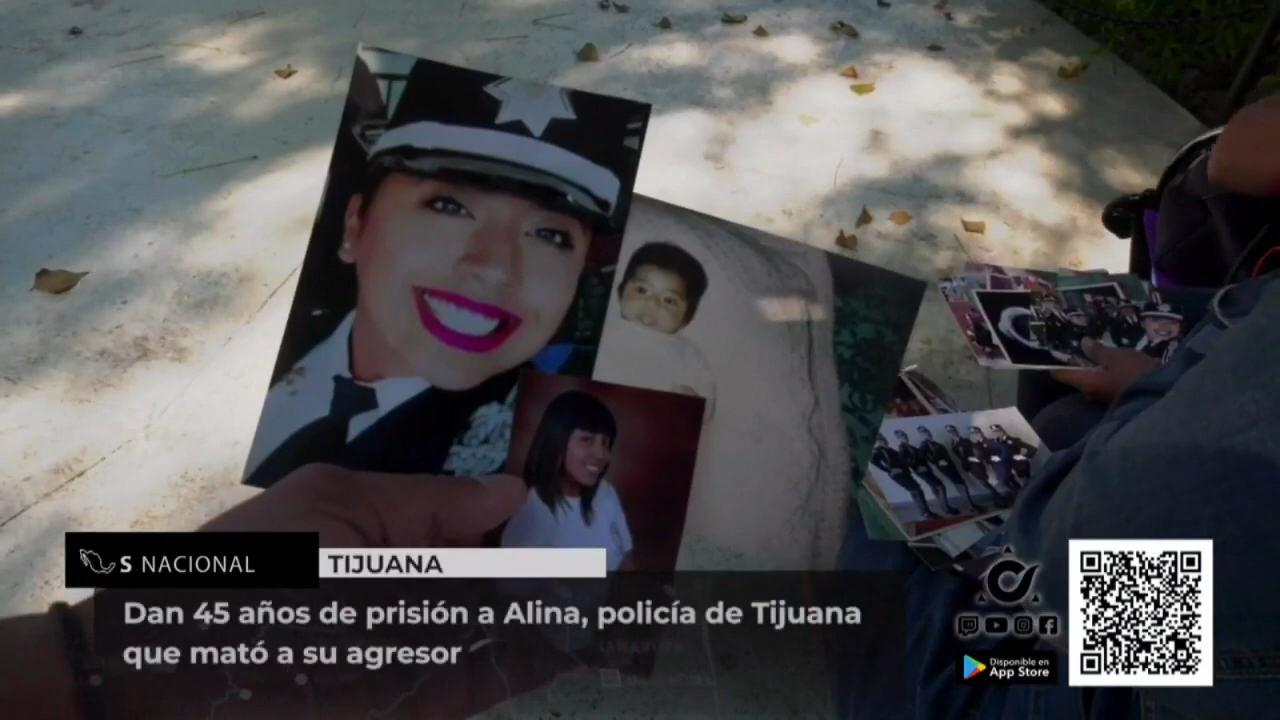 S NACIONAL
TIJUANA
Dan 45 años de prisión a Alina, policía de Tijuana
que mató a su agresor
Disponible en
App Store